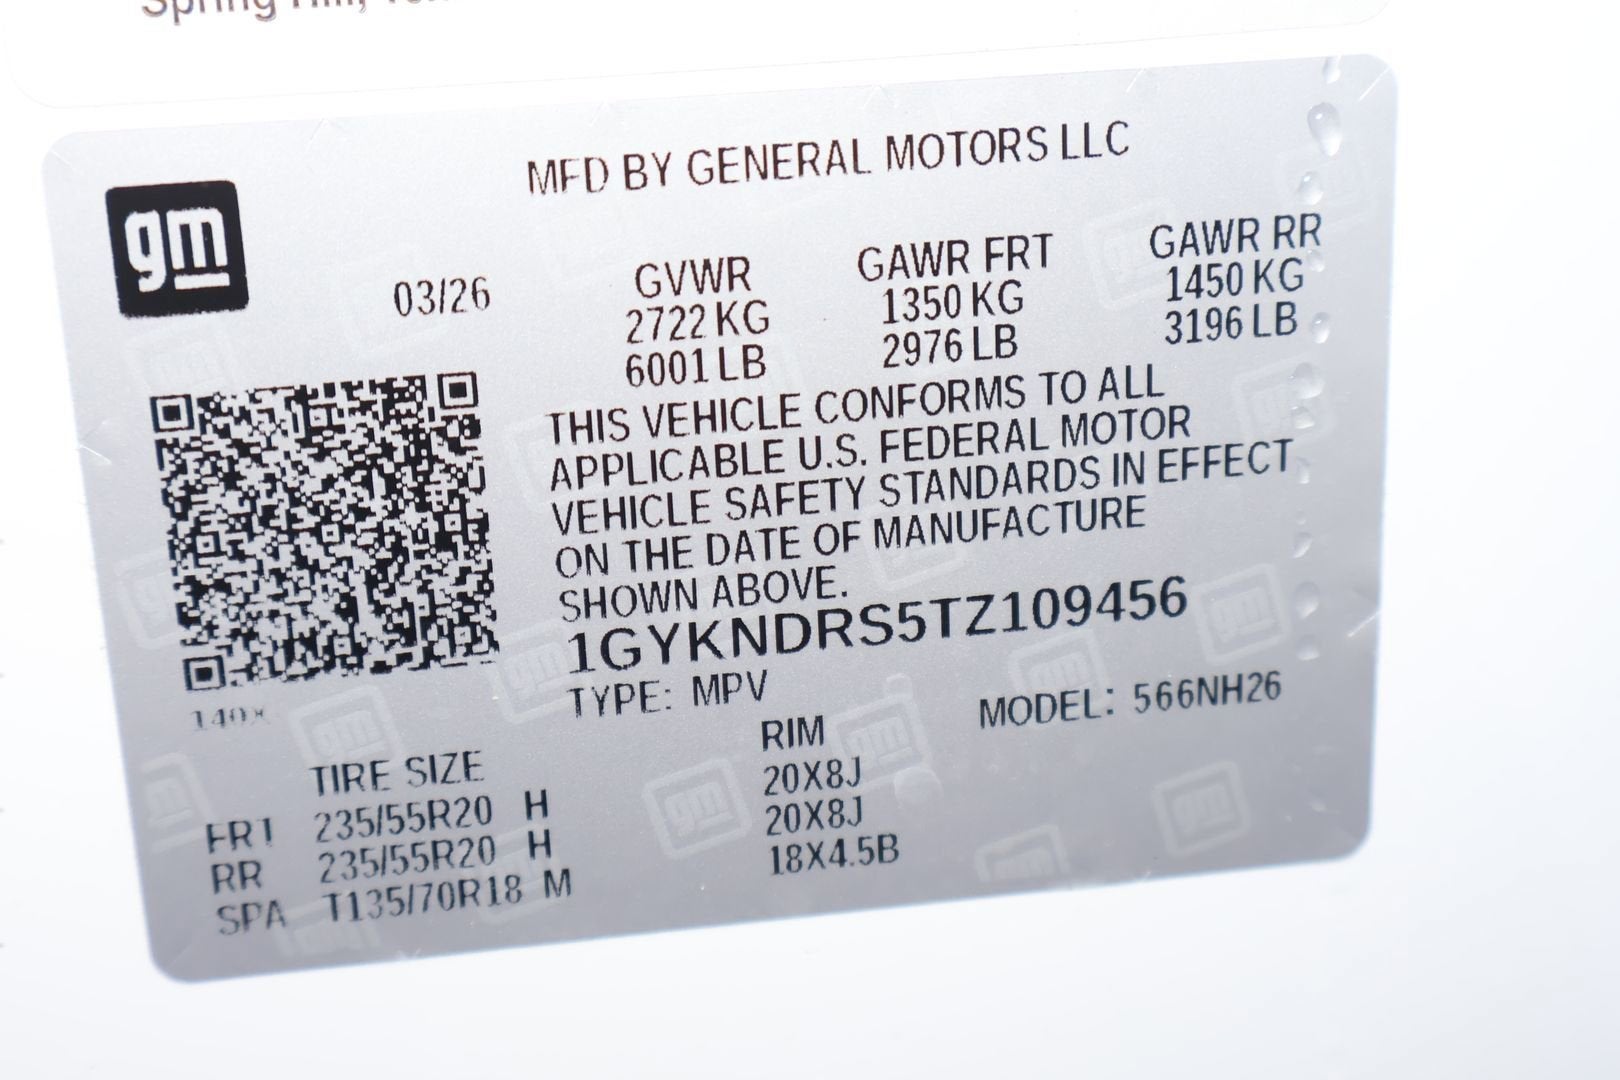 Spring Hill,
MFD BY GENERAL MOTORS LLC
gm
03/26
GVWR GAWR FRT GAWR RR
2722 KG 1350 KG 1450 KG
6001 LB 2976 LB 3196 LB
THIS VEHICLE CONFORMS TO ALL
APPLICABLE U.S. FEDERAL MOTOR
VEHICLE SAFETY STANDARDS IN EFFECT
ON THE DATE OF MANUFACTURE
SHOWN ABOVE.
1GYKNDRS5TZ109456
TYPE: MPV MODEL: 566NH26
140X
TIRE SIZE RIM
FRT 235/55R20 H 20X8J
RR 235/55R20 H 20X8J
SPA T135/70R18 M 18X4.5B